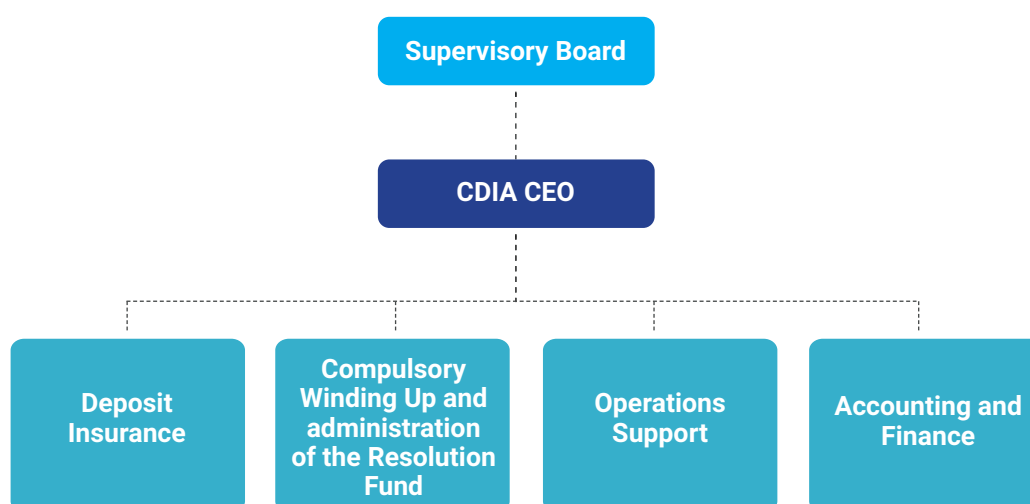 Supervisory Board
CDIA CEO
Deposit
Insurance
Compulsory
Winding Up and
administration
of the Resolution
Fund
Operations
Support
Accounting and
Finance